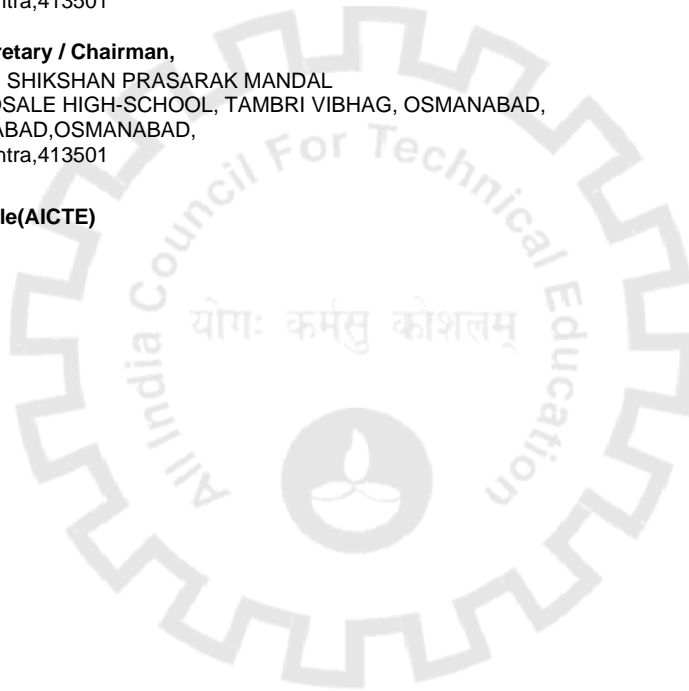 ntra,413501
retary / Chairman,
SHIKSHAN PRASARAK MANDAL
OSALE HIGH-SCHOOL, TAMBRI VIBHAG, OSMANABAD,
ABAD,OSMANABAD,
ntra,413501
le(AICTE)
All India Council For Technical Education
योगः कर्मसु कोशलम्